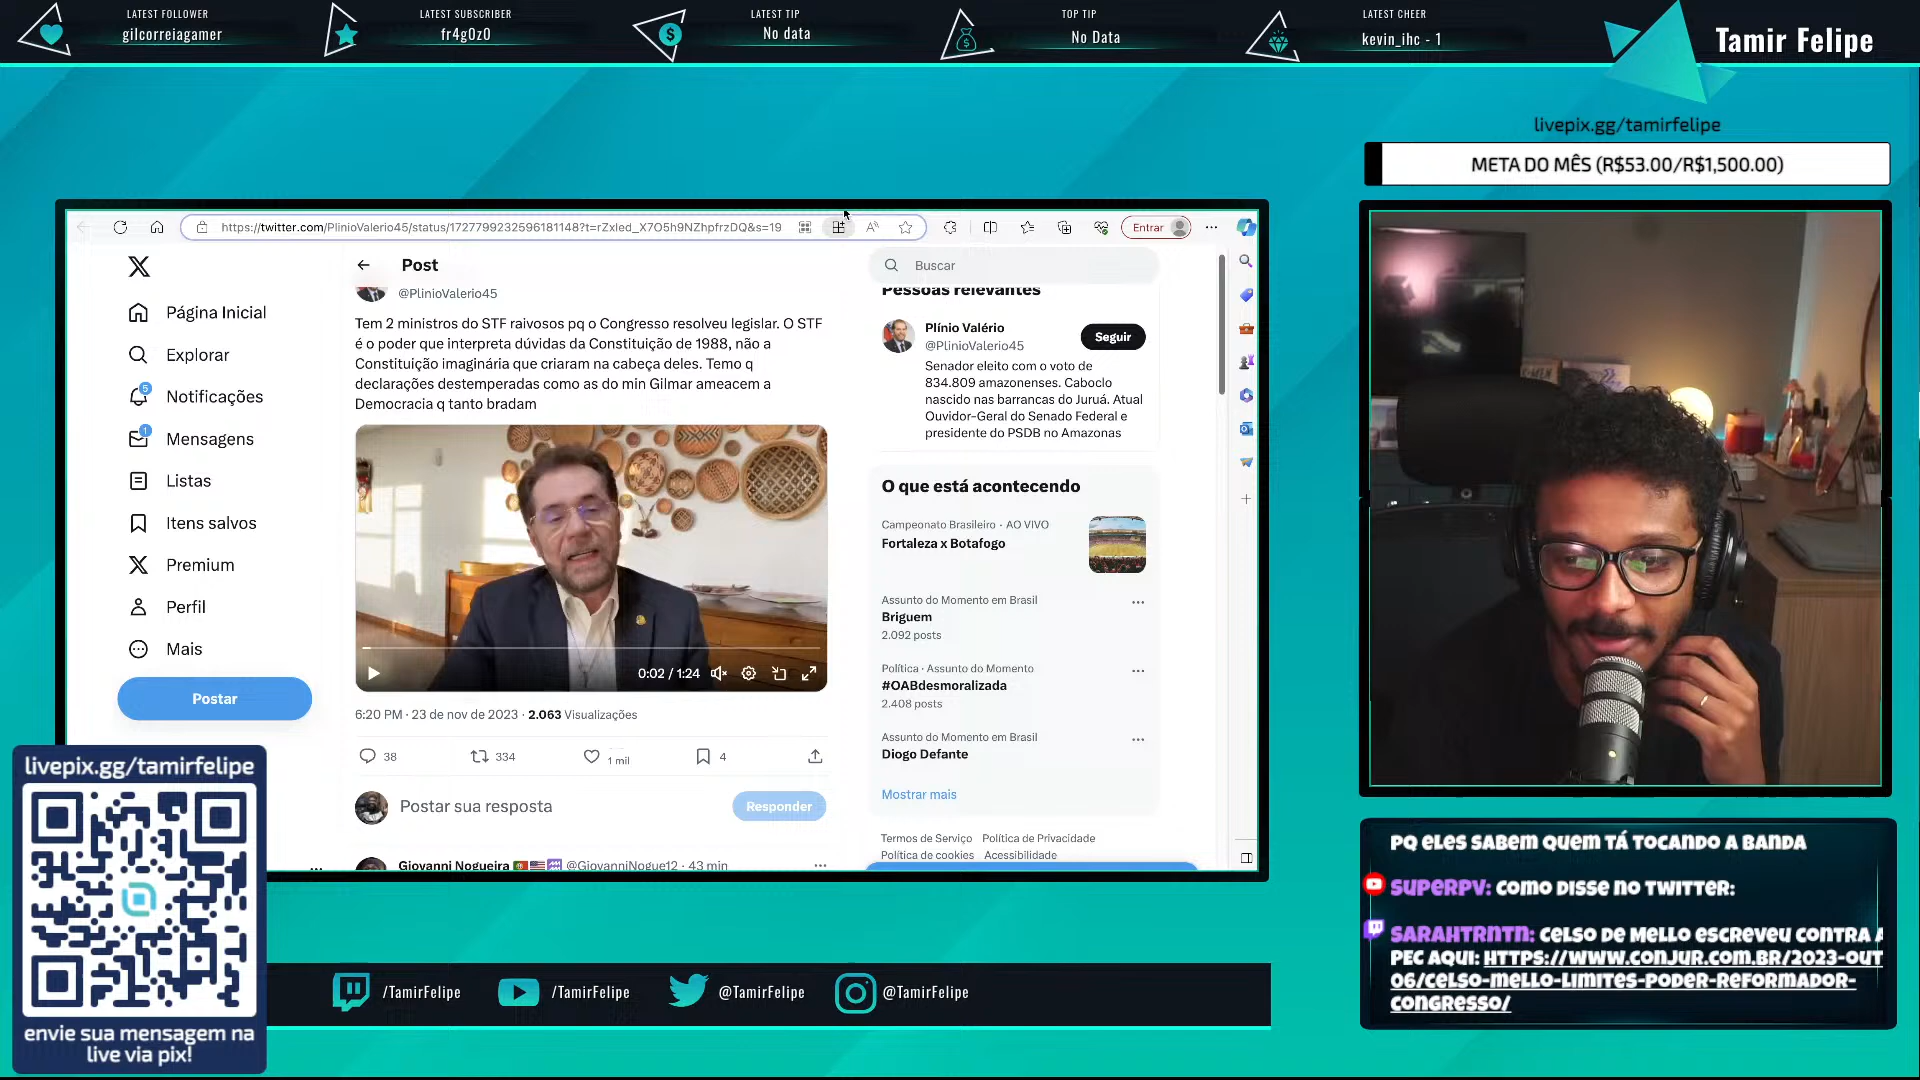 LATEST FOLLOWER
gilcorreiagamer
LATEST SUBSCRIBER
fr4g0z0
LATEST TIP
No data
TOP TIP
No Data
LATEST CHEER
kevin_ihc - 1
Tamir Felipe
livepix.gg/tamirfelipe
META DO MÊS (R$53.00/R$1,500.00)
https://twitter.com/PlinioValerio45/status/1727799232596181148?t=rZxled_X7O5h9NZhpfrzDQ&s=19
Entrar
Página Inicial
Explorar
5
Notificações
1
Mensagens
Listas
Itens salvos
Premium
Perfil
Mais
Postar
Post
@PlinioValerio45
Tem 2 ministros do STF raivosos pq o Congresso resolveu legislar. O STF
é o poder que interpreta dúvidas da Constituição de 1988, não a
Constituição imaginária que criaram na cabeça deles. Temo q
declarações destemperadas como as do min Gilmar ameacem a
Democracia q tanto bradam
0:02 / 1:24
6:20 PM · 23 de nov de 2023 · 2.063 Visualizações
38
334
1 mil
4
Postar sua resposta
Responder
Giovanni Nogueira @GiovanniNogue12 · 43 min
Buscar
Pessoas relevantes
Plínio Valério
@PlinioValerio45
Seguir
Senador eleito com o voto de
834.809 amazonenses. Caboclo
nascido nas barrancas do Juruá. Atual
Ouvidor-Geral do Senado Federal e
presidente do PSDB no Amazonas
O que está acontecendo
Campeonato Brasileiro · AO VIVO
Fortaleza x Botafogo
Assunto do Momento em Brasil
Briguem
2.092 posts
Política · Assunto do Momento
#OABdesmoralizada
2.408 posts
Assunto do Momento em Brasil
Diogo Defante
Mostrar mais
Termos de Serviço Política de Privacidade
Política de cookies Acessibilidade
livepix.gg/tamirfelipe
envie sua mensagem na
live via pix!
/TamirFelipe
/TamirFelipe
@TamirFelipe
@TamirFelipe
PQ ELES SABEM QUEM TÁ TOCANDO A BANDA
SUPERPV: COMO DISSE NO TWITTER:
SARAHTRNTN: CELSO DE MELLO ESCREVEU CONTRA A
PEC AQUI: HTTPS://WWW.CONJUR.COM.BR/2023-OUT
06/CELSO-MELLO-LIMITES-PODER-REFORMADOR-
CONGRESSO/